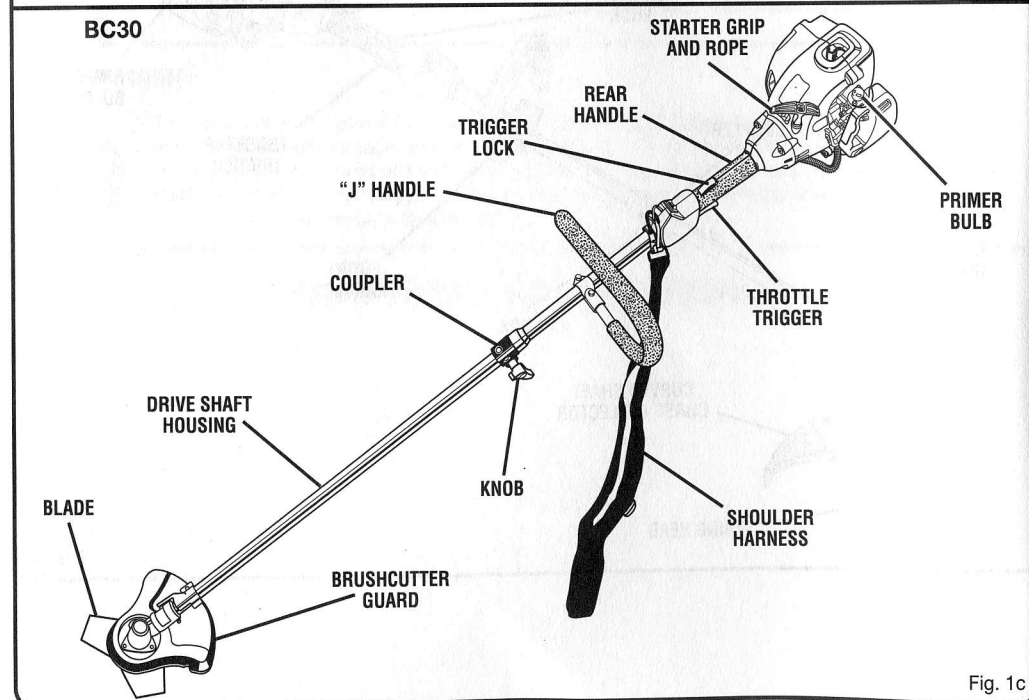 BC30
STARTER GRIP
AND ROPE
REAR
HANDLE
TRIGGER
LOCK
“J” HANDLE
PRIMER
BULB
COUPLER
THROTTLE
TRIGGER
DRIVE SHAFT
HOUSING
KNOB
BLADE
SHOULDER
HARNESS
BRUSHCUTTER
GUARD
Fig. 1c